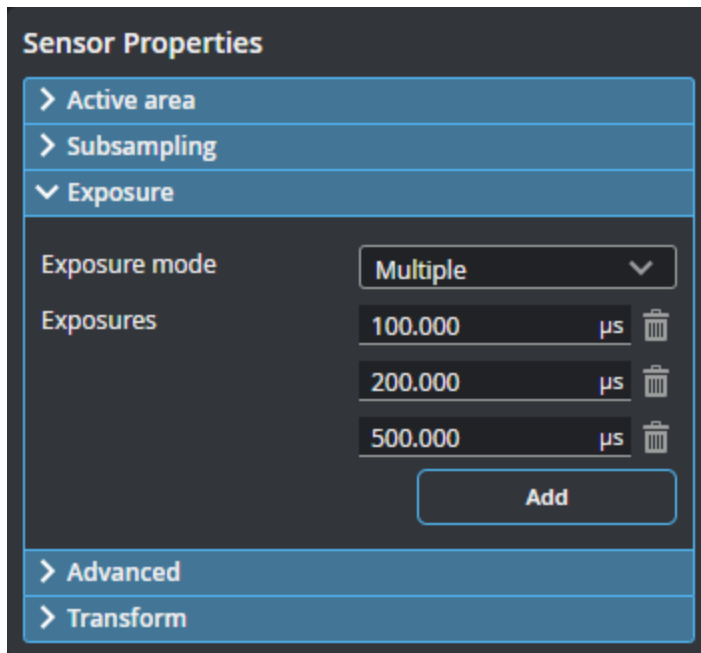 Sensor Properties
Active area
Subsampling
Exposure
Exposure mode Multiple
Exposures 100.000 µs
200.000 µs
500.000 µs
Add
Advanced
Transform